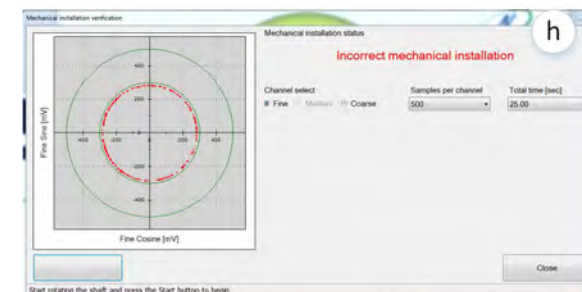 Mechanical installation verification
h
Mechanical installation status
Incorrect mechanical installation
Channel select
Samples per channel
Total time [sec]
Fine Medium Coarse
500
25.00
400
200
-400 -200 0 200 400
-200
-400
Fine Sine [mV]
Fine Cosine [mV]
Close
Start rotating the shaft and press the Start button to begin.